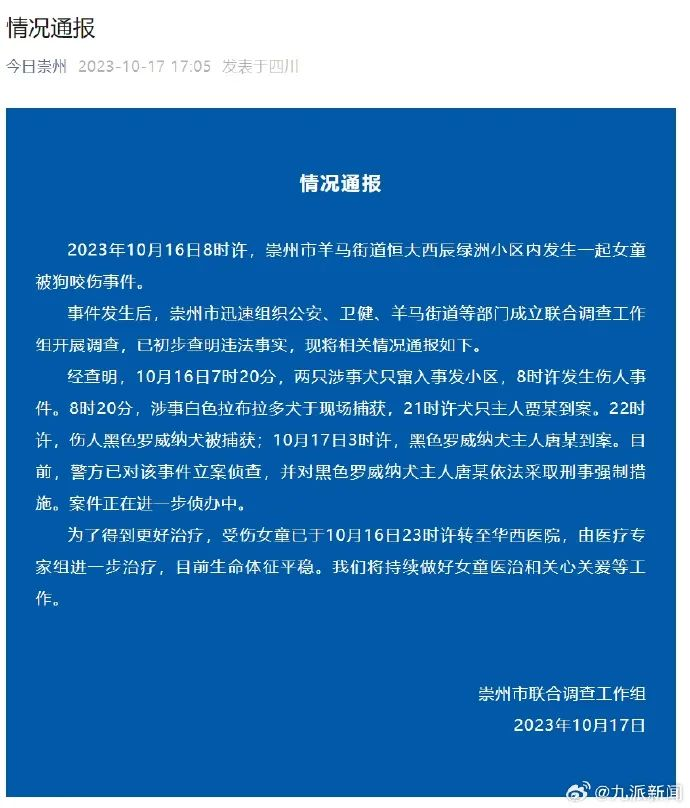 情况通报
今日崇州 2023-10-17 17:05 发表于四川
情况通报
2023年10月16日8时许，崇州市羊马街道恒大西辰绿洲小区内发生一起女童
被狗咬伤事件。
事件发生后，崇州市迅速组织公安、卫健、羊马街道等部门成立联合调查工作
组开展调查，已初步查明违法事实，现将相关情况通报如下。
经查明，10月16日7时20分，两只涉事犬只窜入事发小区，8时许发生伤人事
件。8时20分，涉事白色拉布拉多犬于现场捕获，21时许犬只主人贾某到案。22时
许，伤人黑色罗威纳犬被捕获；10月17日3时许，黑色罗威纳犬主人唐某到案。目
前，警方已对该事件立案侦查，并对黑色罗威纳犬主人唐某依法采取刑事强制措
施。案件正在进一步侦办中。
为了得到更好治疗，受伤女童已于10月16日23时许转至华西医院，由医疗专
家组进一步治疗，目前生命体征平稳。我们将持续做好女童医治和关心关爱等工
作。
崇州市联合调查工作组
2023年10月17日
@九派新闻